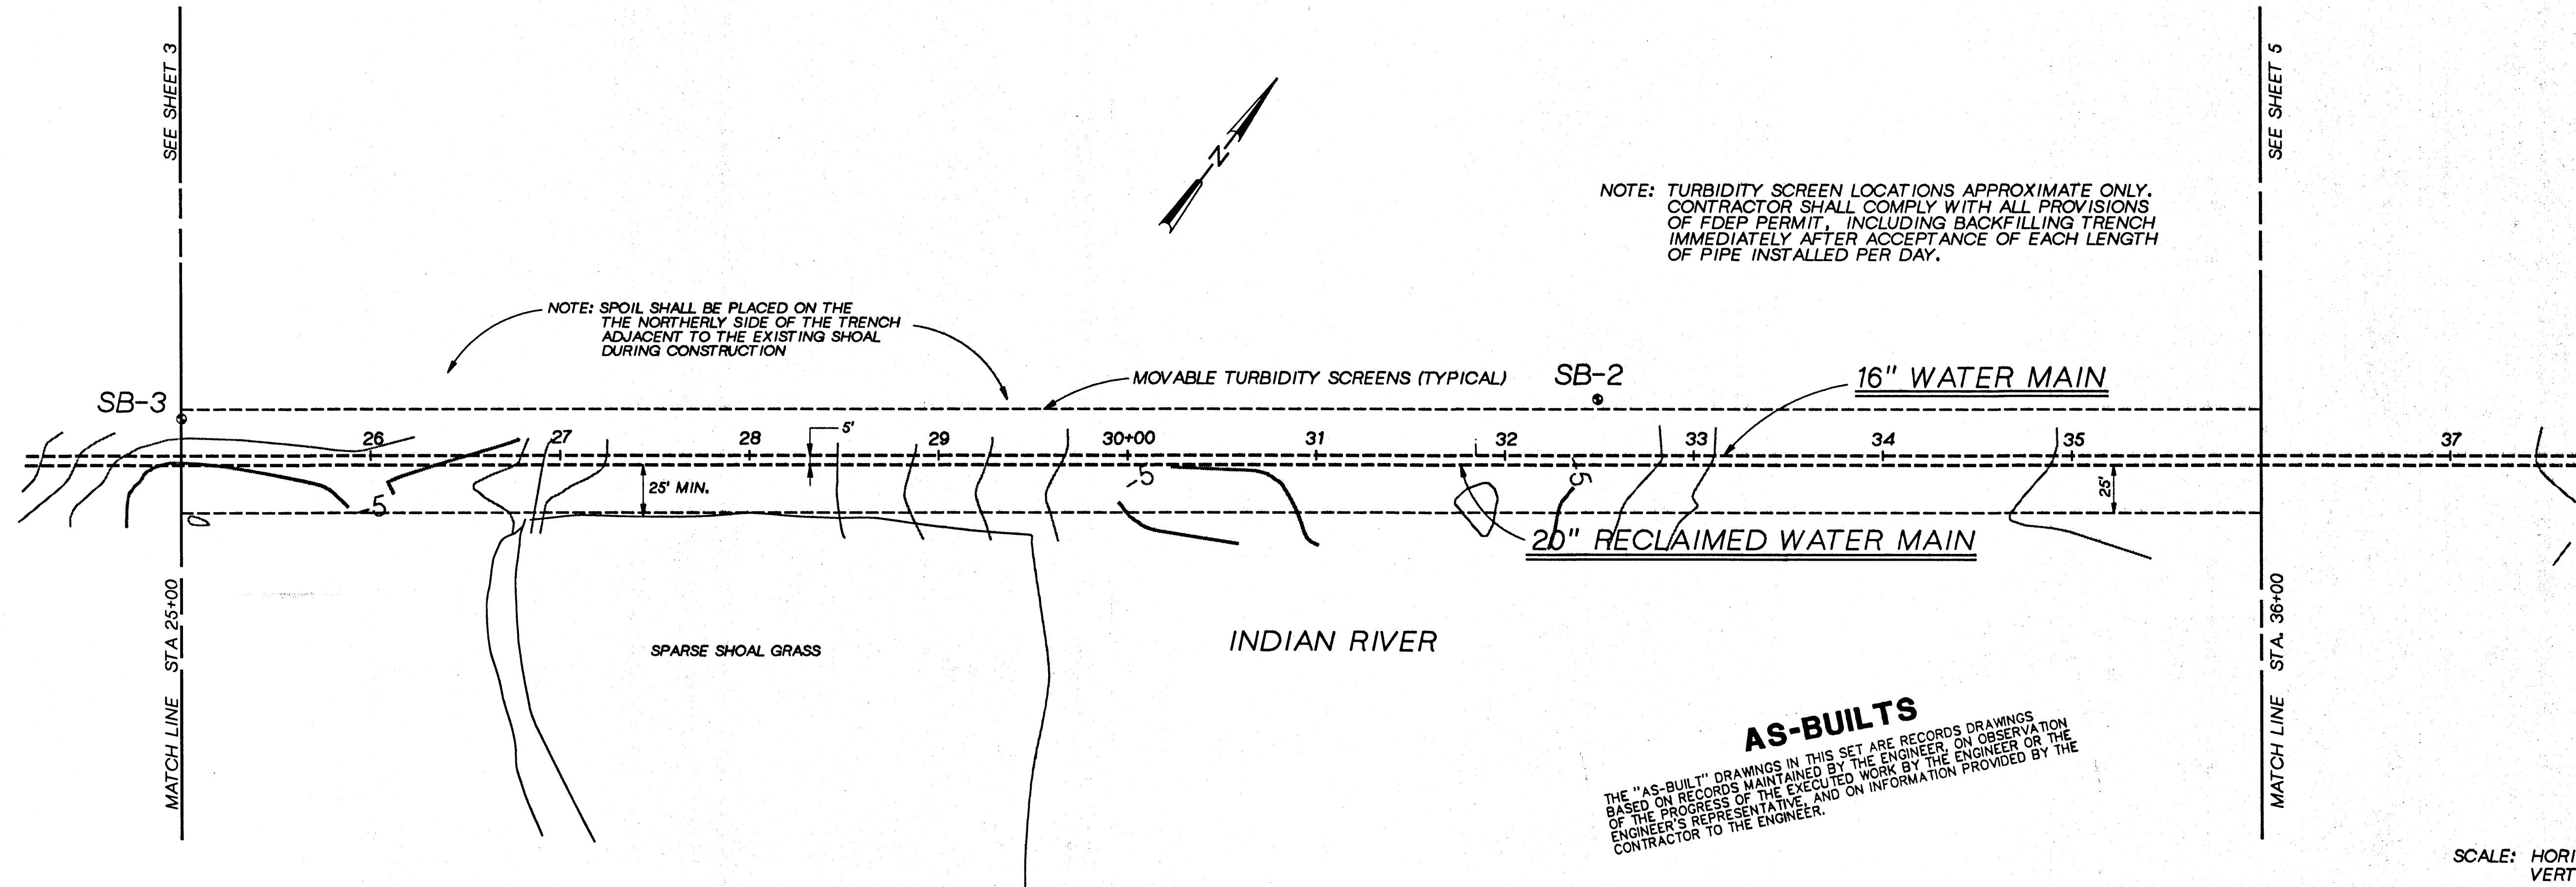 SEE SHEET 3
SEE SHEET 5
N
NOTE: TURBIDITY SCREEN LOCATIONS APPROXIMATE ONLY.
CONTRACTOR SHALL COMPLY WITH ALL PROVISIONS
OF FDEP PERMIT, INCLUDING BACKFILLING TRENCH
IMMEDIATELY AFTER ACCEPTANCE OF EACH LENGTH
OF PIPE INSTALLED PER DAY.
NOTE: SPOIL SHALL BE PLACED ON THE
THE NORTHERLY SIDE OF THE TRENCH
ADJACENT TO THE EXISTING SHOAL
DURING CONSTRUCTION
MOVABLE TURBIDITY SCREENS (TYPICAL)
SB-2
16" WATER MAIN
SB-3
26
27
28
5'
29
30+00
31
32
33
34
35
37
25' MIN.
-5
-5
-5
25'
0
20" RECLAIMED WATER MAIN
MATCH LINE STA 25+00
MATCH LINE STA. 36+00
SPARSE SHOAL GRASS
INDIAN RIVER
AS-BUILTS
THE "AS-BUILT" DRAWINGS IN THIS SET ARE RECORDS DRAWINGS
BASED ON RECORDS MAINTAINED BY THE ENGINEER, ON OBSERVATION
OF THE PROGRESS OF THE EXECUTED WORK BY THE ENGINEER OR THE
ENGINEER'S REPRESENTATIVE, AND ON INFORMATION PROVIDED BY THE
CONTRACTOR TO THE ENGINEER.
SCALE: HORI
VERT